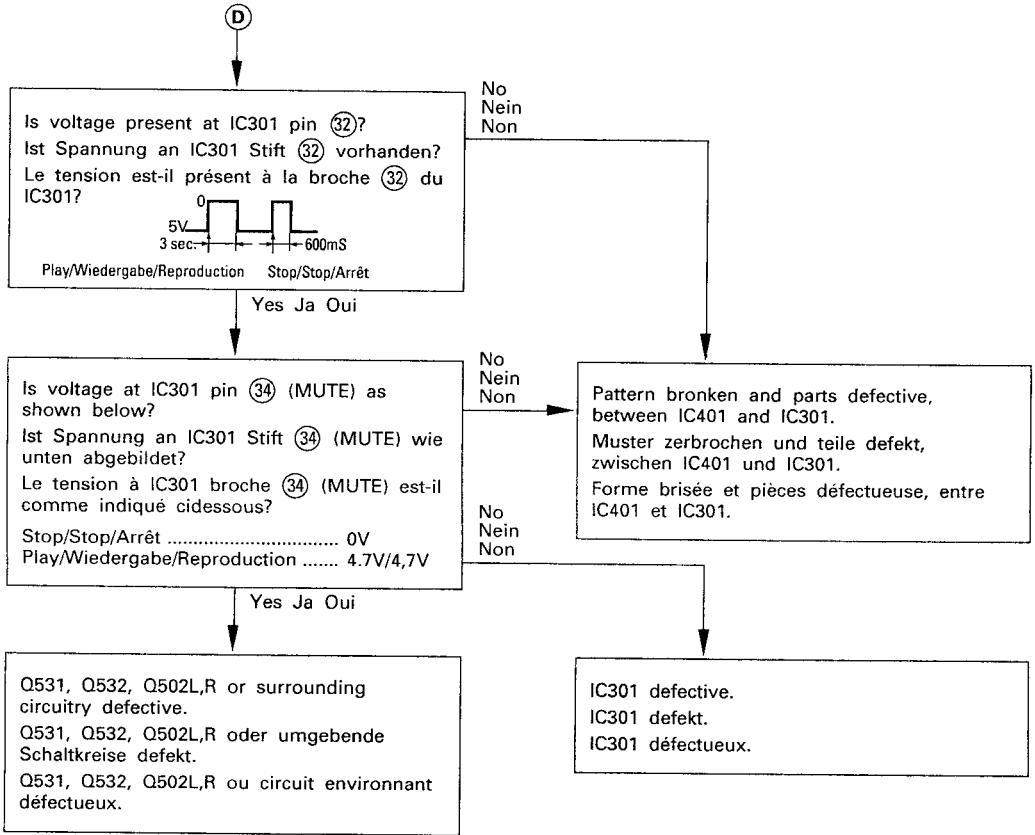 D
Is voltage present at IC301 pin 32?
Ist Spannung an IC301 Stift 32 vorhanden?
Le tension est-il présent à la broche 32 du
IC301?
0
5V
3 sec.
600mS
Play/Wiedergabe/Reproduction Stop/Stop/Arrêt
No
Nein
Non
Yes Ja Oui
Is voltage at IC301 pin 34 (MUTE) as
shown below?
Ist Spannung an IC301 Stift 34 (MUTE) wie
unten abgebildet?
Le tension à IC301 broche 34 (MUTE) est-il
comme indiqué cidessous?
Stop/Stop/Arrêt ................................ 0V
Play/Wiedergabe/Reproduction ....... 4.7V/4,7V
No
Nein
Non
Pattern bronken and parts defective,
between IC401 and IC301.
Muster zerbrochen und teile defekt,
zwischen IC401 und IC301.
Forme brisée et pièces défectueuse, entre
IC401 et IC301.
No
Nein
Non
Yes Ja Oui
Q531, Q532, Q502L,R or surrounding
circuitry defective.
Q531, Q532, Q502L,R oder umgebende
Schaltkreise defekt.
Q531, Q532, Q502L,R ou circuit environnant
défectueux.
IC301 defective.
IC301 defekt.
IC301 défectueux.